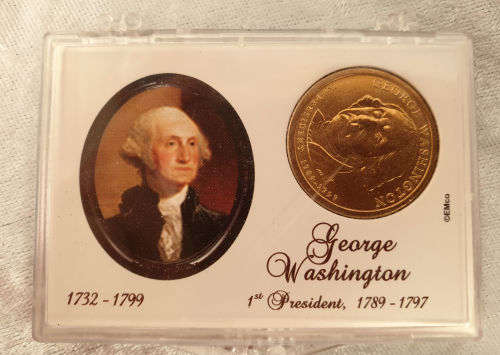 GEORGE WASHINGTON
©EMco
George
Washington
1732 - 1799
1st President, 1789 - 1797